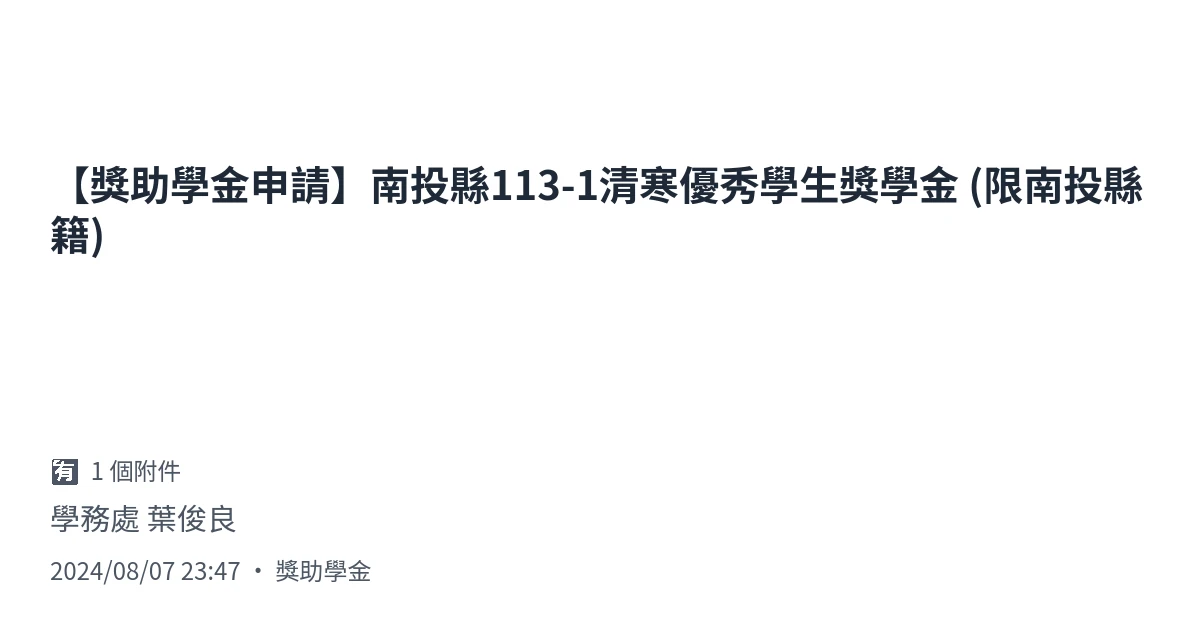 【獎助學金申請】南投縣113-1清寒優秀學生獎學金 (限南投縣
籍)
🈶 1 個附件
學務處 葉俊良
2024/08/07 23:47 · 獎助學金